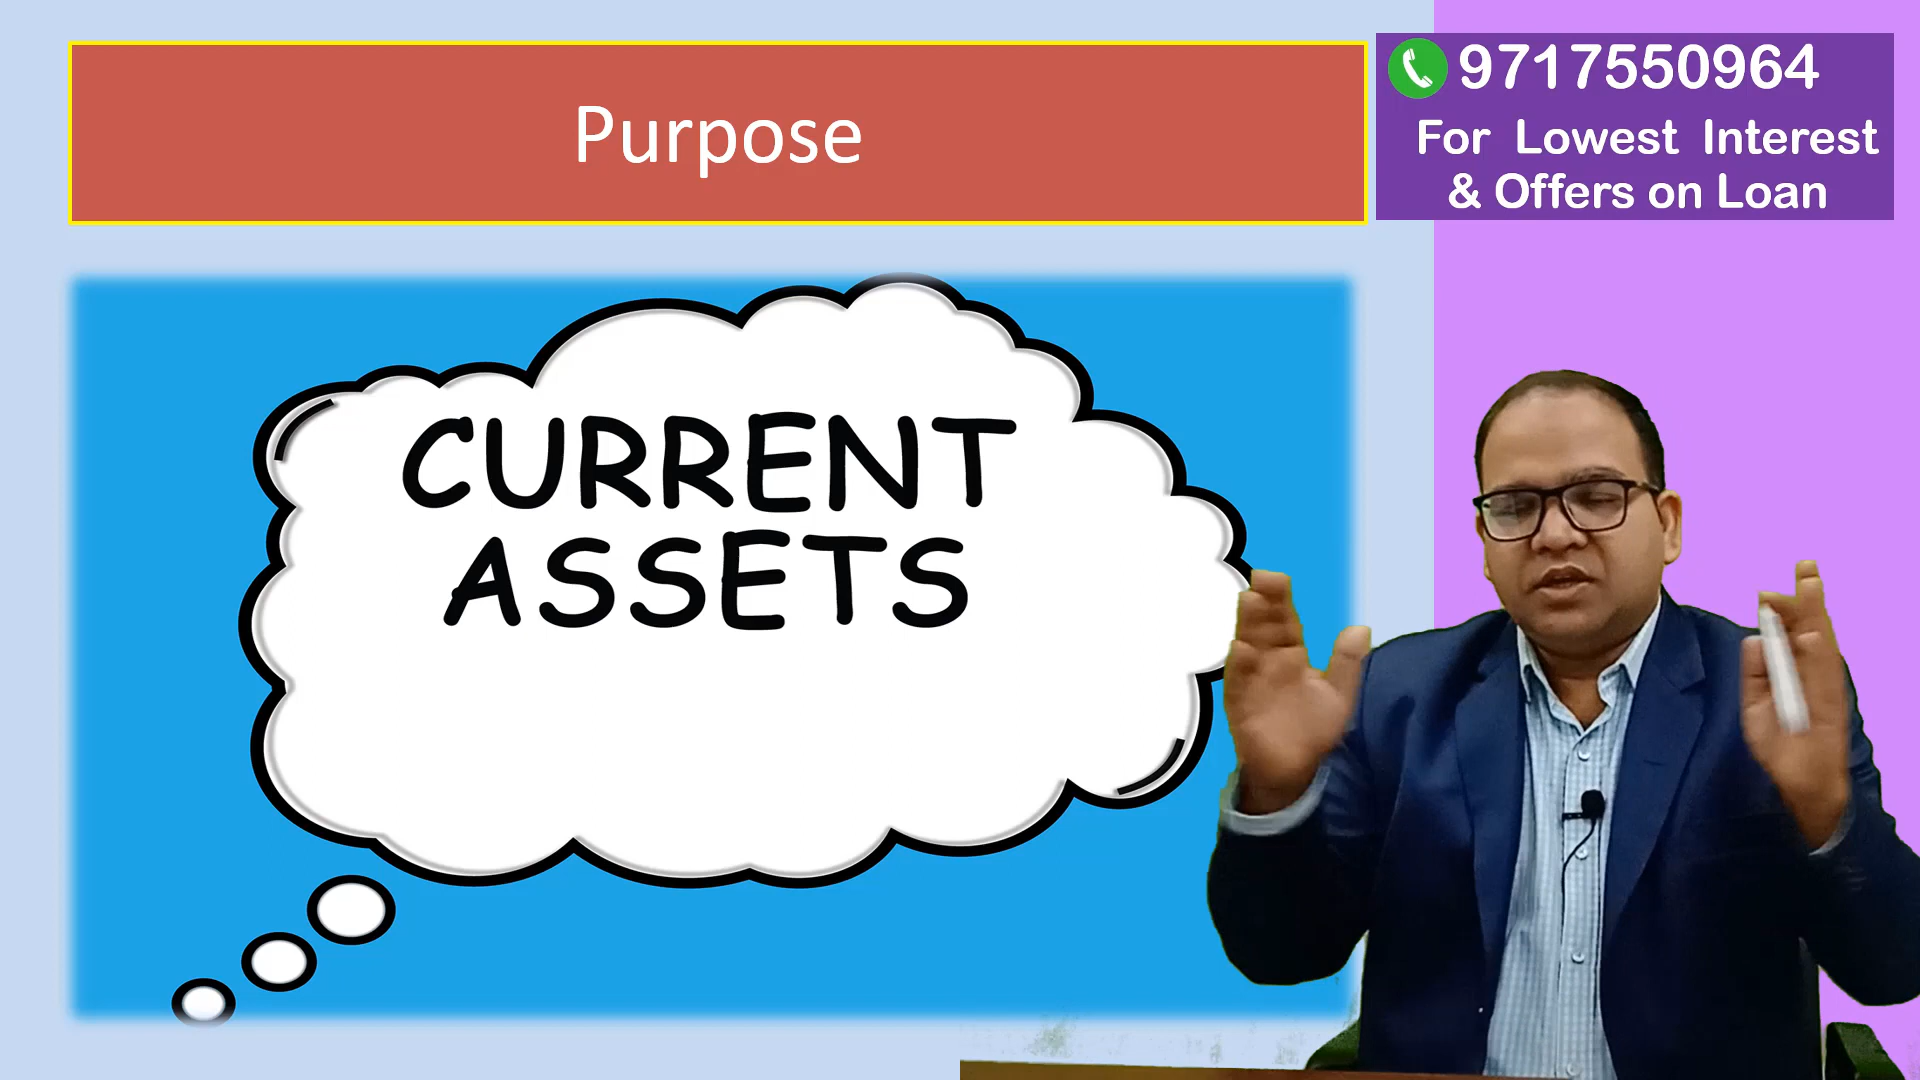 Purpose
9717550964
For Lowest Interest
& Offers on Loan
CURRENT
ASSETS